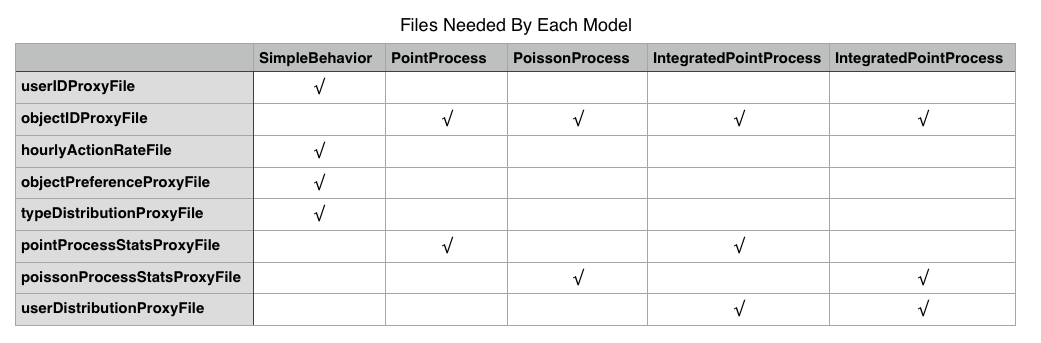 Files Needed By Each Model
SimpleBehavior PointProcess PoissonProcess IntegratedPointProcess IntegratedPointProcess
userIDProxyFile √
objectIDProxyFile √ √ √ √
hourlyActionRateFile √
objectPreferenceProxyFile √
typeDistributionProxyFile √
pointProcessStatsProxyFile √ √
poissonProcessStatsProxyFile √ √
userDistributionProxyFile √ √